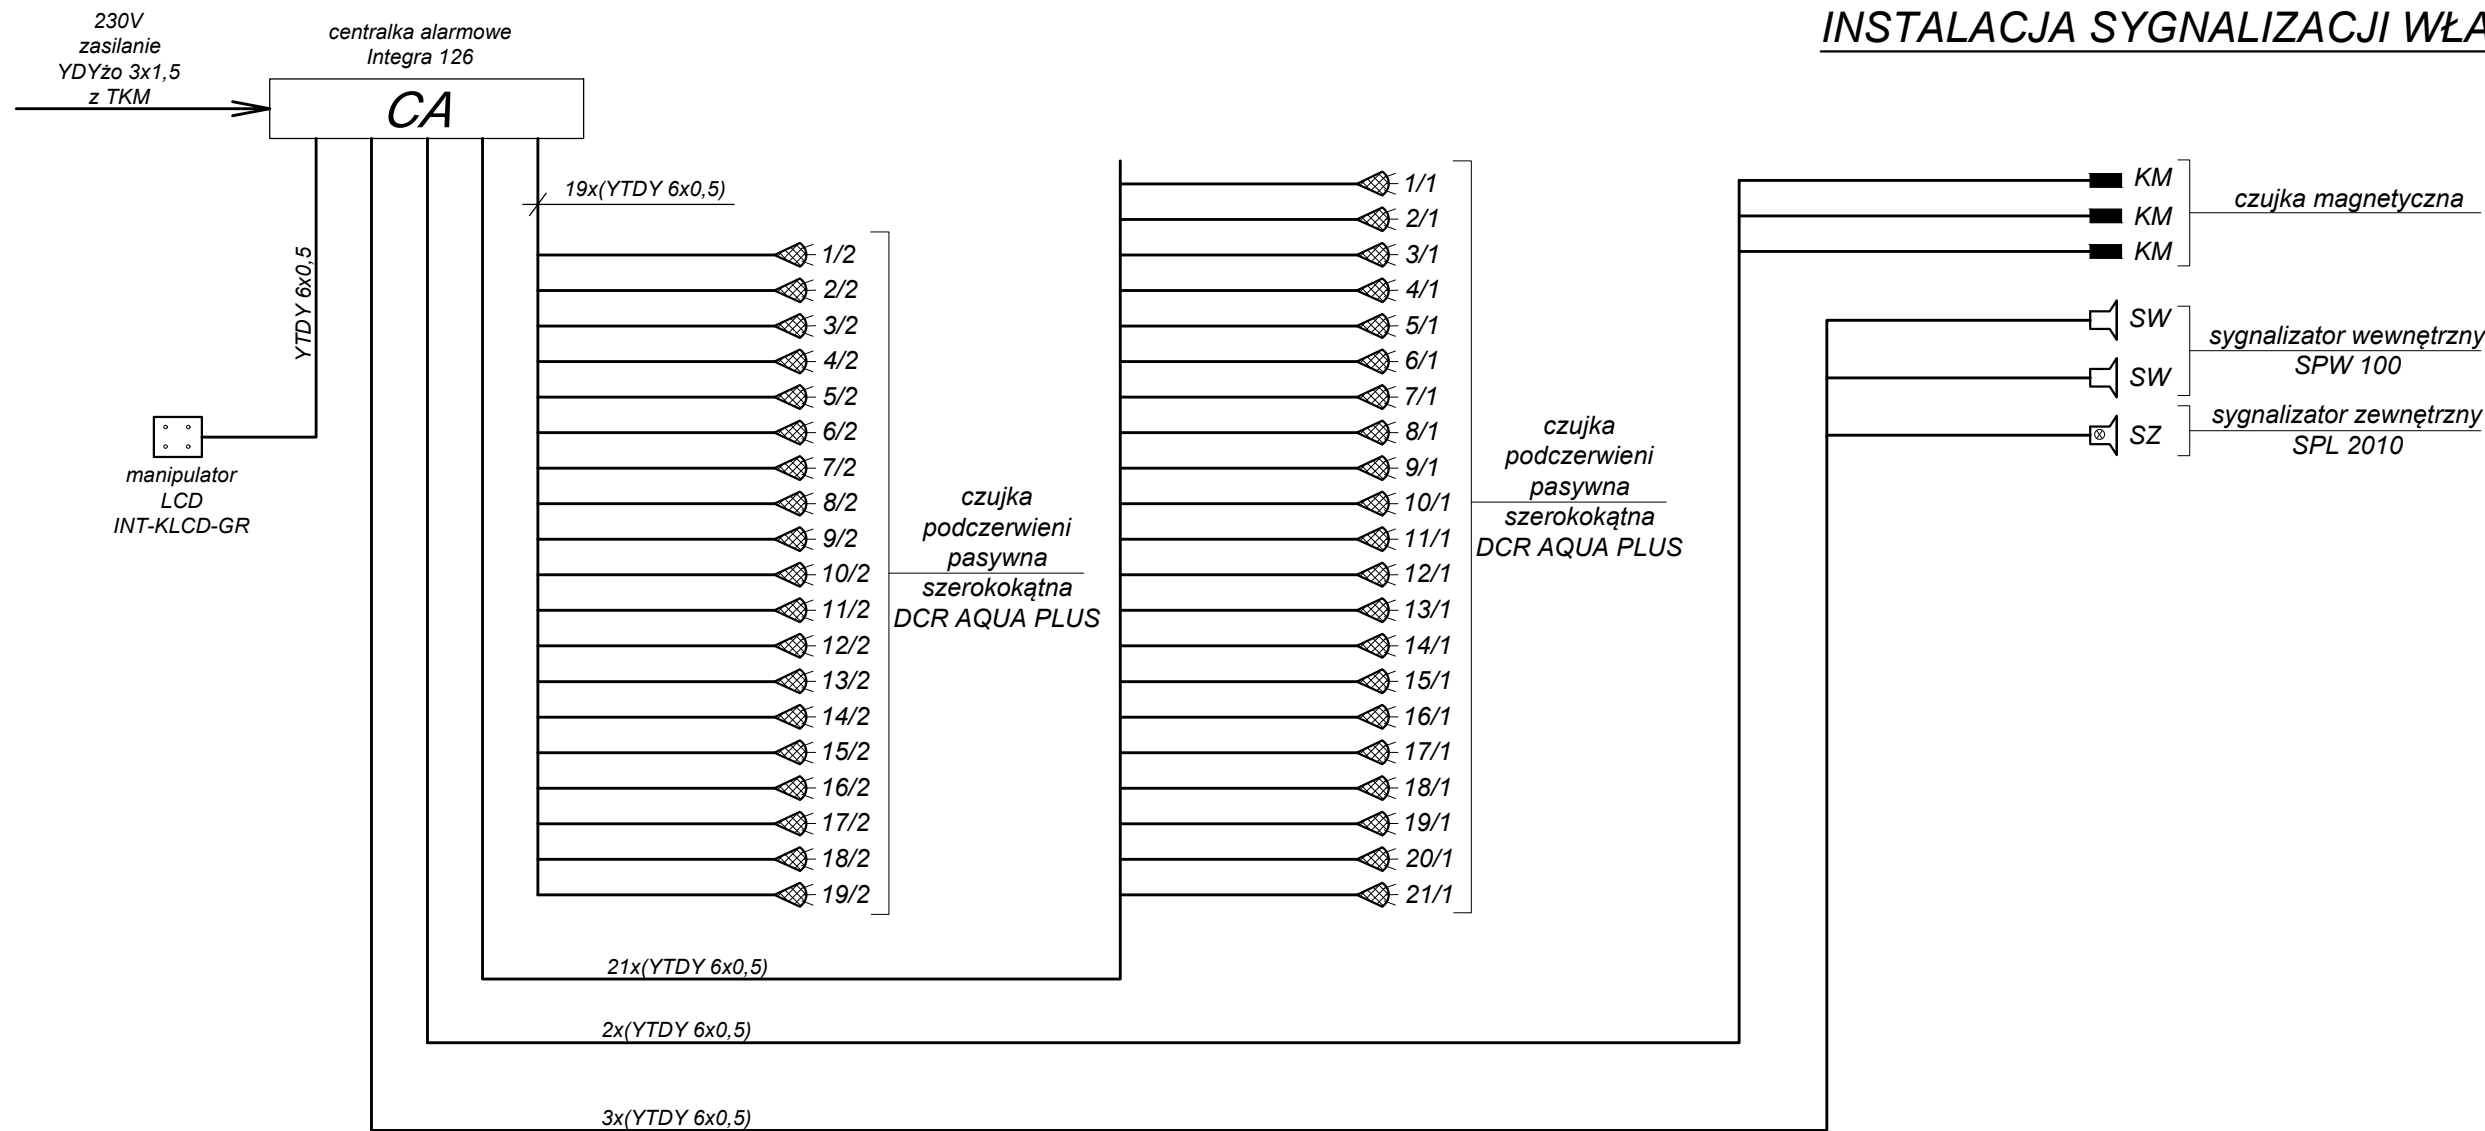 INSTALACJA SYGNALIZACJI WŁA
230V
zasilanie
YDYżo 3x1,5
z TKM
centralka alarmowe
Integra 126
CA
YTDY 6x0,5
manipulator
LCD
INT-KLCD-GR
19x(YTDY 6x0,5)
1/2
2/2
3/2
4/2
5/2
6/2
7/2
8/2
9/2
10/2
11/2
12/2
13/2
14/2
15/2
16/2
17/2
18/2
19/2
czujka
podczerwieni
pasywna
szerokokątna
DCR AQUA PLUS
1/1
2/1
3/1
4/1
5/1
6/1
7/1
8/1
9/1
10/1
11/1
12/1
13/1
14/1
15/1
16/1
17/1
18/1
19/1
20/1
21/1
czujka
podczerwieni
pasywna
szerokokątna
DCR AQUA PLUS
KM
KM
KM
czujka magnetyczna
SW
SW
sygnalizator wewnętrzny
SPW 100
SZ
sygnalizator zewnętrzny
SPL 2010
21x(YTDY 6x0,5)
2x(YTDY 6x0,5)
3x(YTDY 6x0,5)